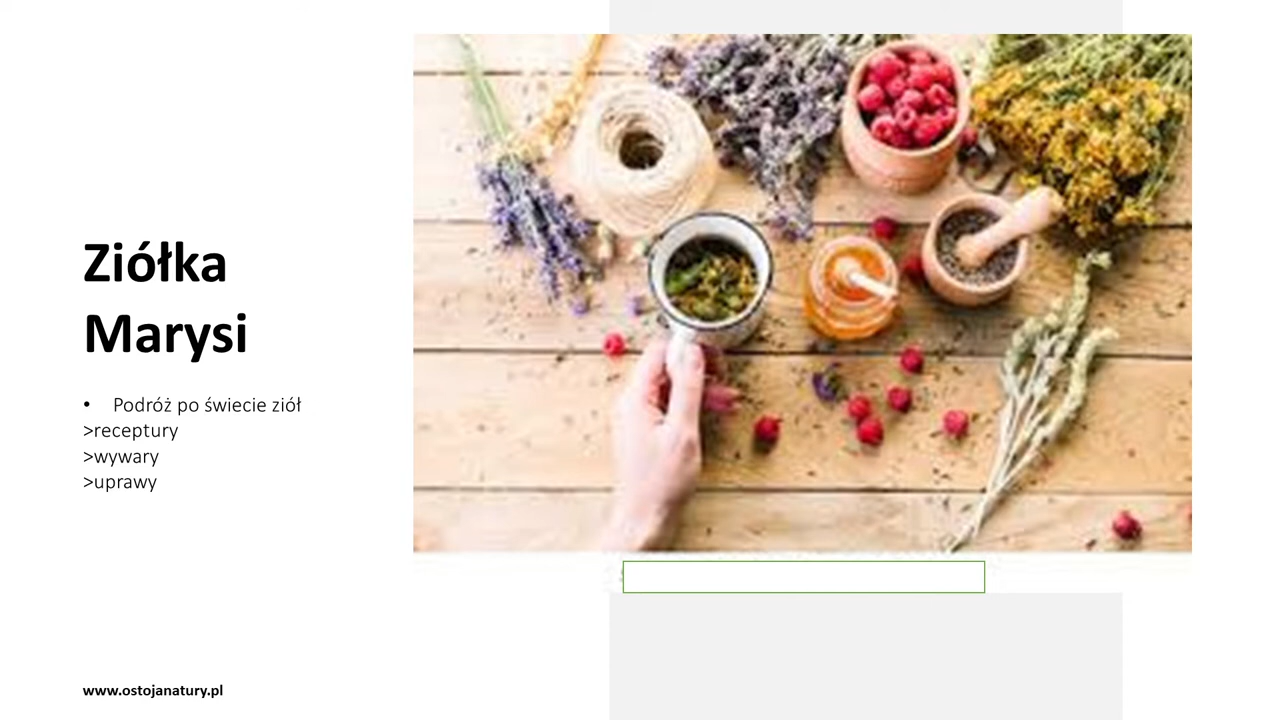 Ziółka
Marysi
• Podróż po świecie ziół
>receptury
>wywary
>uprawy
www.ostojanatury.pl